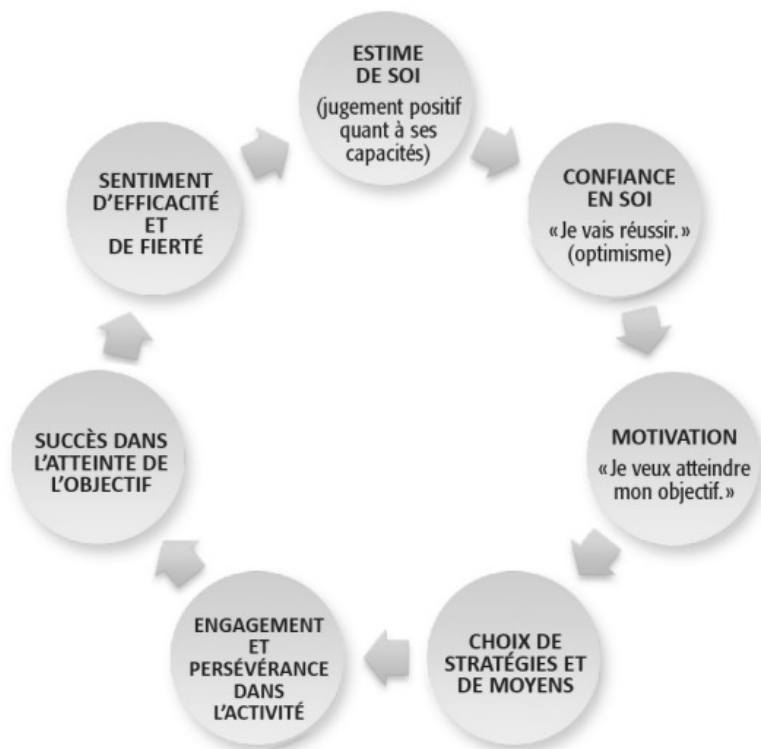 ESTIME
DE SOI
(jugement positif
quant à ses
capacités)
CONFIANCE
EN SOI
«Je vais réussir.»
(optimisme)
MOTIVATION
«Je veux atteindre
mon objectif.»
CHOIX DE
STRATÉGIES ET
DE MOYENS
ENGAGEMENT
ET
PERSÉVÉRANCE
DANS
L’ACTIVITÉ
SUCCÈS DANS
L’ATTEINTE DE
L’OBJECTIF
SENTIMENT
D’EFFICACITÉ
ET
DE FIERTÉ